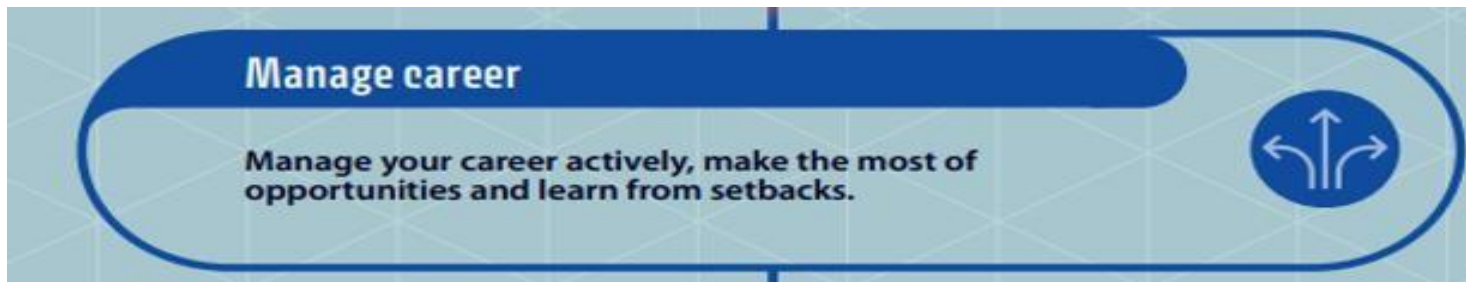 Manage career
Manage your career actively, make the most of
opportunities and learn from setbacks.